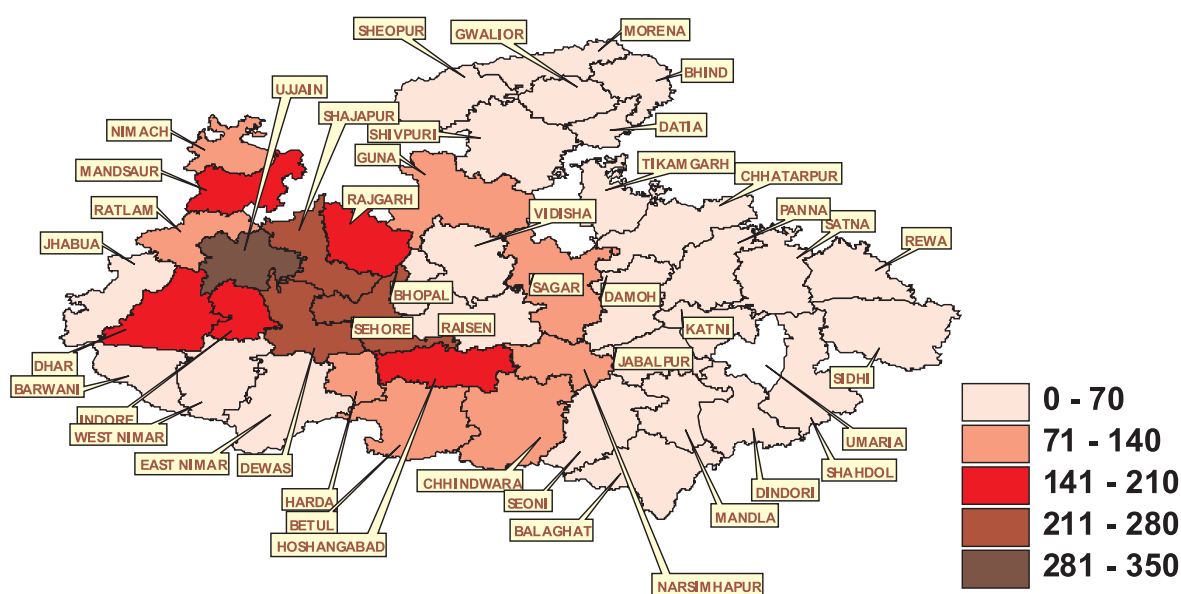 MORENA
SHEOPUR
GWALIOR
BHIND
UJJAIN
SHAJAPUR
NIMACH
DATIA
SHIVPURI
GUNA
TIKAMGARH
MANDSAUR
CHHATARPUR
RAJGARH
RATLAM
VIDISHA
PANNA
SATNA
JHABUA
REWA
SAGAR
BHOPAL
DAMOH
SEHORE
RAISEN
KATNI
DHAR
JABALPUR
BARWANI
SIDHI
INDORE
WEST NIMAR
UMARIA
EAST NIMAR
DEWAS
SHAHDOL
CHHINDWARA
DINDORI
HARDA
SEONI
BETUL
MANDLA
BALAGHAT
HOSHANGABAD
NARSIMHAPUR
0 - 70
71 - 140
141 - 210
211 - 280
281 - 350